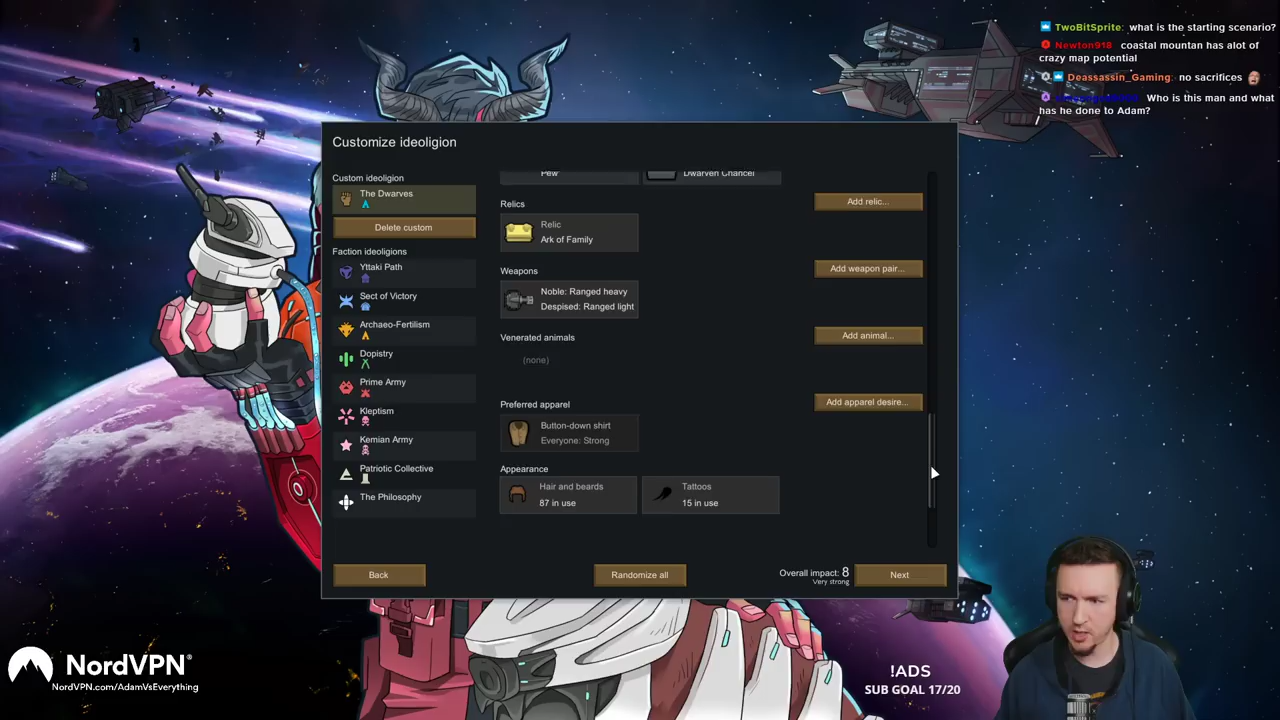 TwoBitSprite: what is the starting scenario?
Newton918 coastal mountan has alot of
crazy map potential
Deassassin_Gaming: no sacrifices
Who is this man and what
has he done to Adam?
Customize ideoligion
Custom ideoligion
The Dwarves
Delete custom
Faction ideoligions
Yttaki Path
Sect of Victory
Archaeo-Fertilism
Dopistry
Prime Army
Kleptism
Kemian Army
Patriotic Collective
The Philosophy
Pew
Dwarven Chancel
Relics
Add relic...
Relic
Ark of Family
Weapons
Add weapon pair...
Noble: Ranged heavy
Despised: Ranged light
Venerated animals
Add animal...
(none)
Preferred apparel
Add apparel desire...
Button-down shirt
Everyone: Strong
Appearance
Hair and beards
87 in use
Tattoos
15 in use
Back
Randomize all
Overall impact: 8
Very strong
Next
NordVPN®
NordVPN.com/AdamVsEverything
!ADS
SUB GOAL 17/20